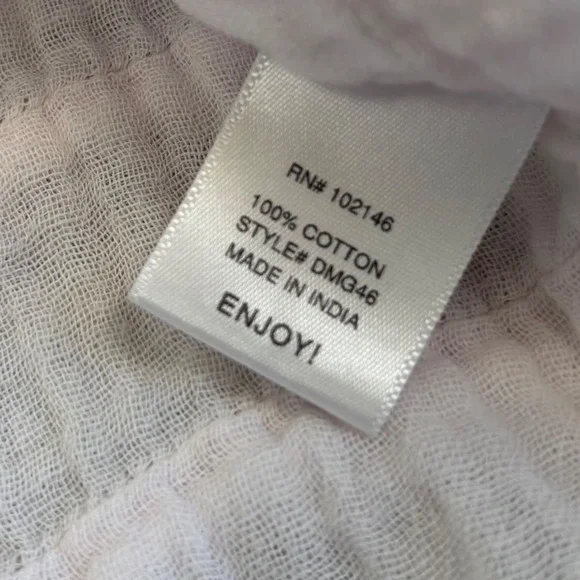 RN# 102146
100% COTTON
STYLE# DMG46
MADE IN INDIA
ENJOY!